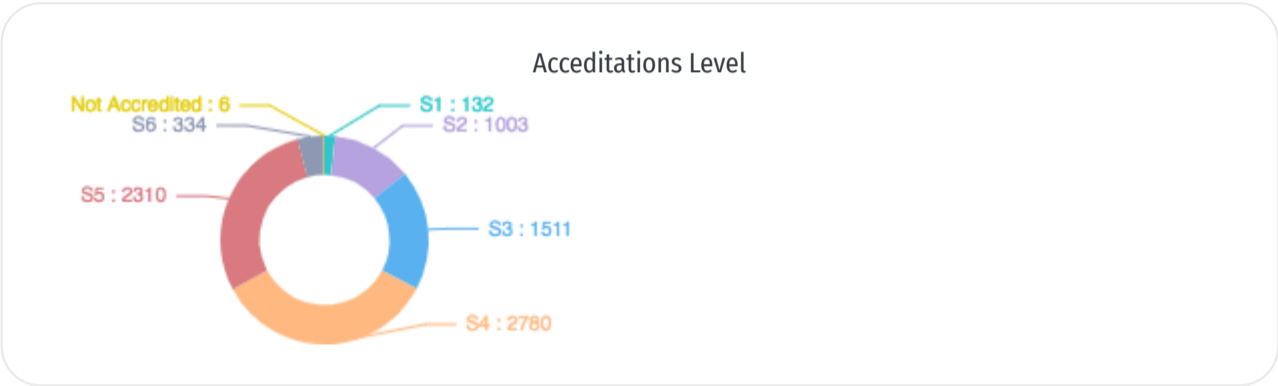 Acceditations Level
Not Accredited : 6
S1 : 132
S6 : 334
S2 : 1003
S5 : 2310
S3 : 1511
S4 : 2780